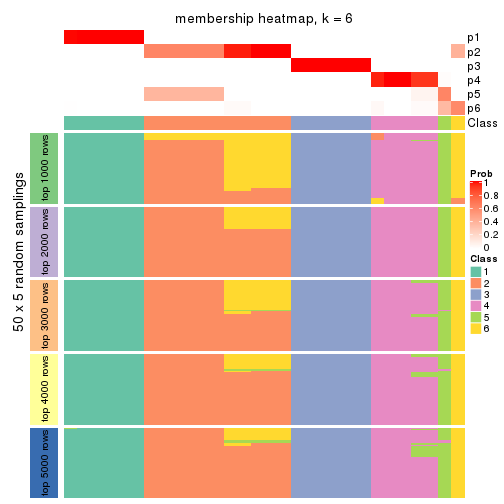 membership heatmap, k = 6
p1
p2
p3
p4
p5
p6
Class
50 x 5 random samplings
top 1000 rows
top 2000 rows
top 3000 rows
top 4000 rows
top 5000 rows
Prob
1
0.8
0.6
0.4
0.2
0
Class
1
2
3
4
5
6